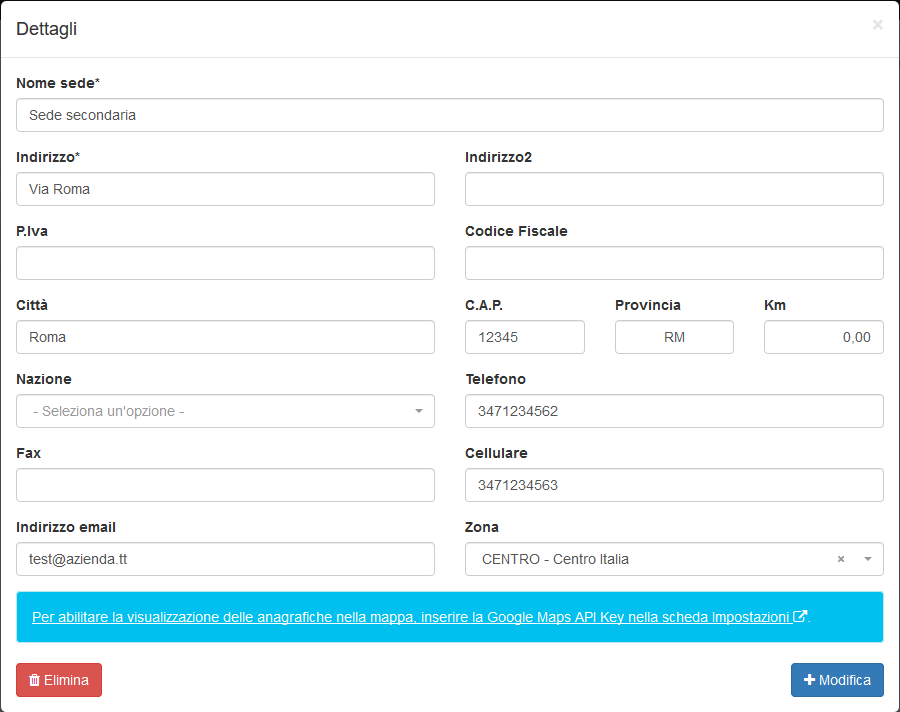 Dettagli ×
Nome sede*
Sede secondaria
Indirizzo* Indirizzo2
Via Roma
P.Iva Codice Fiscale
Città C.A.P. Provincia Km
Roma 12345 RM 0,00
Nazione Telefono
- Seleziona un'opzione - 3471234562
Fax Cellulare
3471234563
Indirizzo email Zona
test@azienda.tt CENTRO - Centro Italia ×
Per abilitare la visualizzazione delle anagrafiche nella mappa, inserire la Google Maps API Key nella scheda Impostazioni .
Elimina Modifica